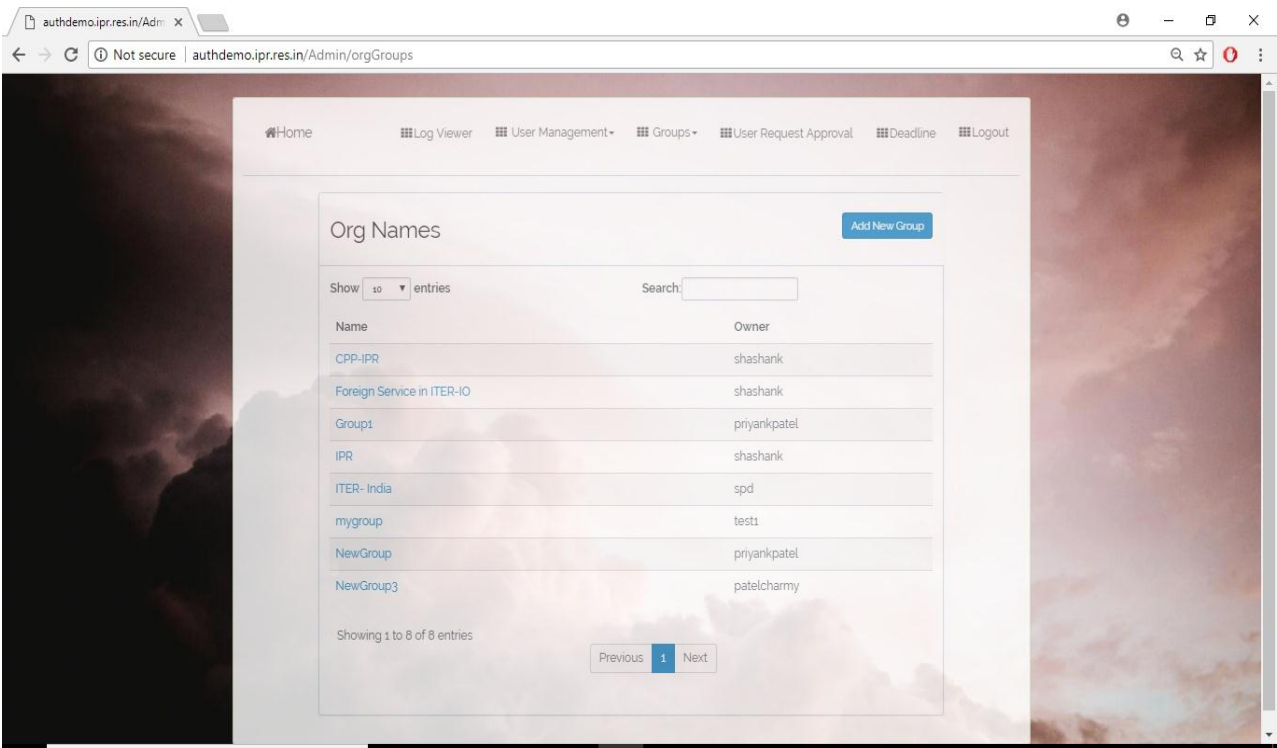 authdemo.ipr.res.in/Adm
Not secure authdemo.ipr.res.in/Admin/orgGroups
Home Log Viewer User Management Groups User Request Approval Deadline Logout
Org Names Add New Group
Show 10 entries Search:
Name Owner
CPP-IPR shashank
Foreign Service in ITER-IO shashank
Group1 priyankpatel
IPR shashank
ITER- India spd
mygroup test1
NewGroup priyankpatel
NewGroup3 patelcharmy
Showing 1 to 8 of 8 entries
Previous 1 Next